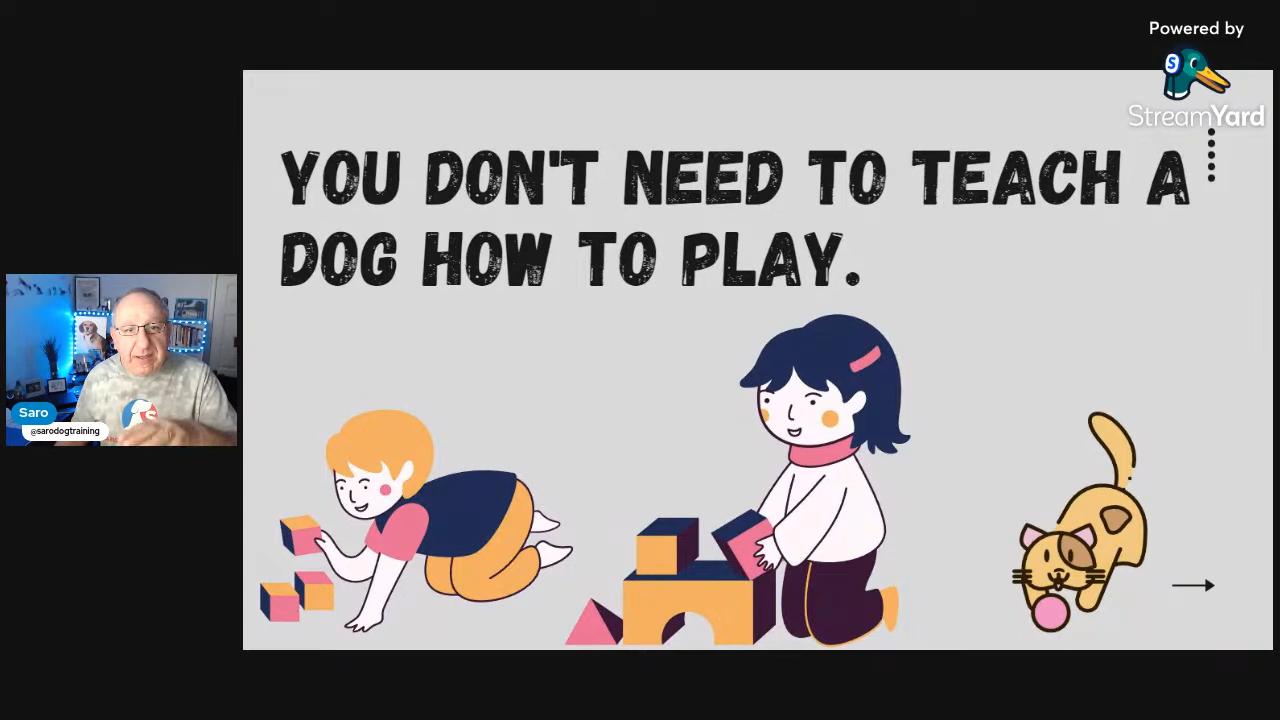 Powered by
StreamYard
YOU DON'T NEED TO TEACH A
DOG HOW TO PLAY.
Saro
@sarodogtraining